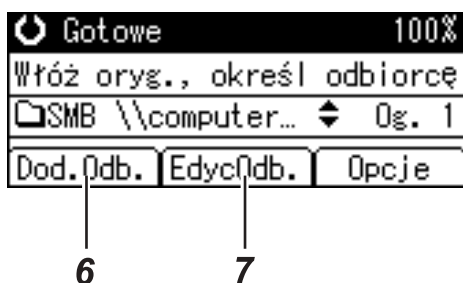 Gotowe 100%
Włóż oryg., określ odbiorcę
SMB \\computer… Og. 1
Dod.Odb. EdycOdb. Opcje
6 7